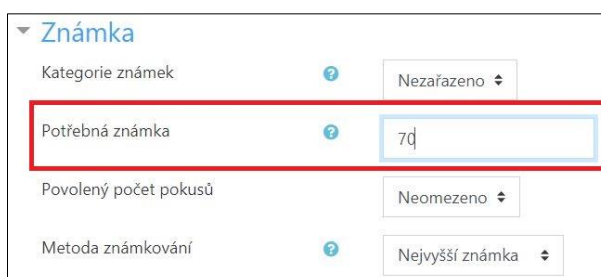 Známka
Kategorie známek Nezařazeno
Potřebná známka 70
Povolený počet pokusů Neomezeno
Metoda známkování Nejvyšší známka